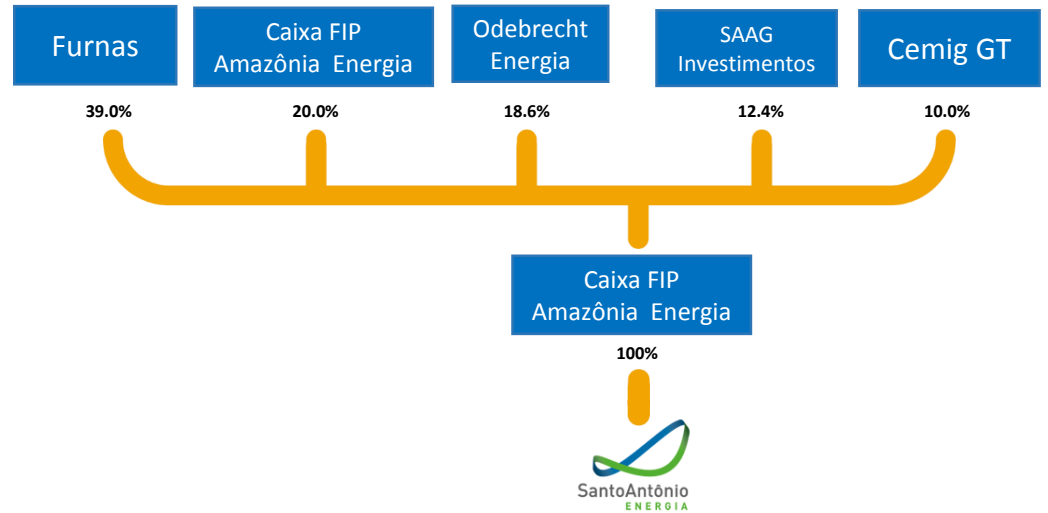 Furnas
Caixa FIP
Amazônia Energia
Odebrecht
Energia
SAAG
Investimentos
Cemig GT
39.0%
20.0%
18.6%
12.4%
10.0%
Caixa FIP
Amazônia Energia
100%
SantoAntônio
ENERGIA